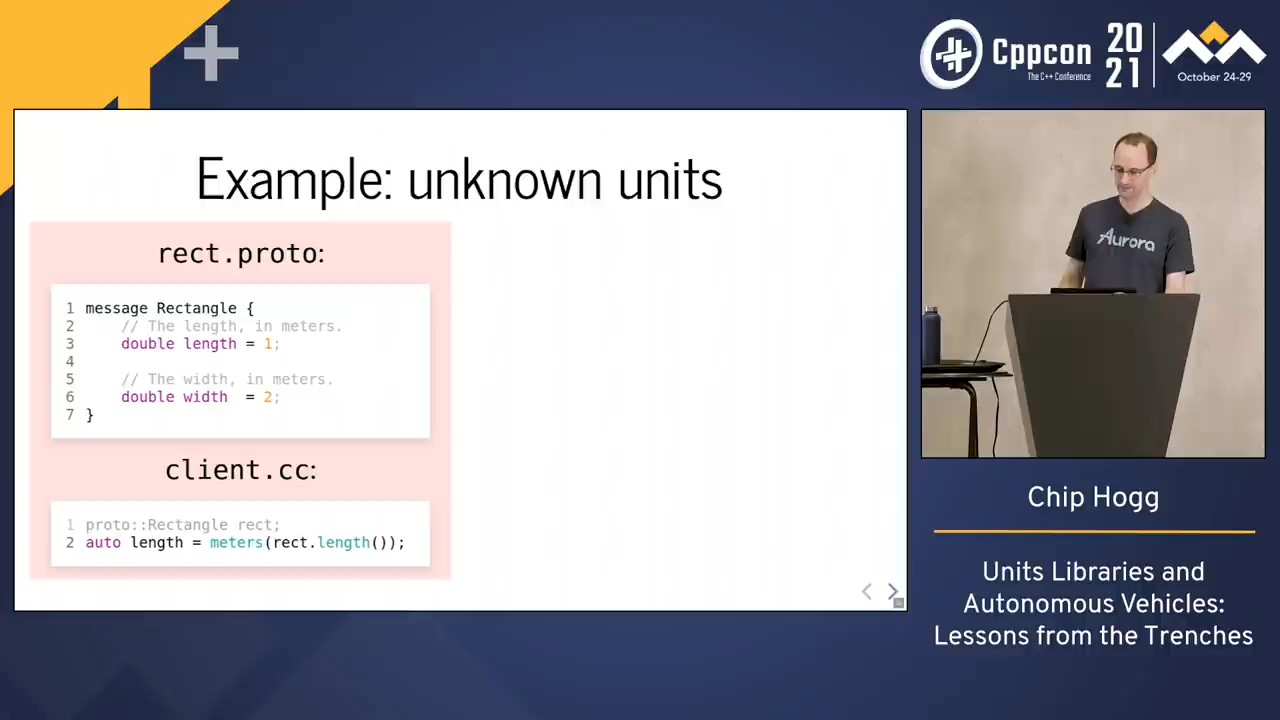 Cppcon
The C++ Conference
20
21
October 24-29
Example: unknown units
rect.proto:
1 message Rectangle {
2     // The length, in meters.
3     double length = 1;
4
5     // The width, in meters.
6     double width  = 2;
7 }
client.cc:
1 proto::Rectangle rect;
2 auto length = meters(rect.length());
Aurora
Chip Hogg
Units Libraries and
Autonomous Vehicles:
Lessons from the Trenches